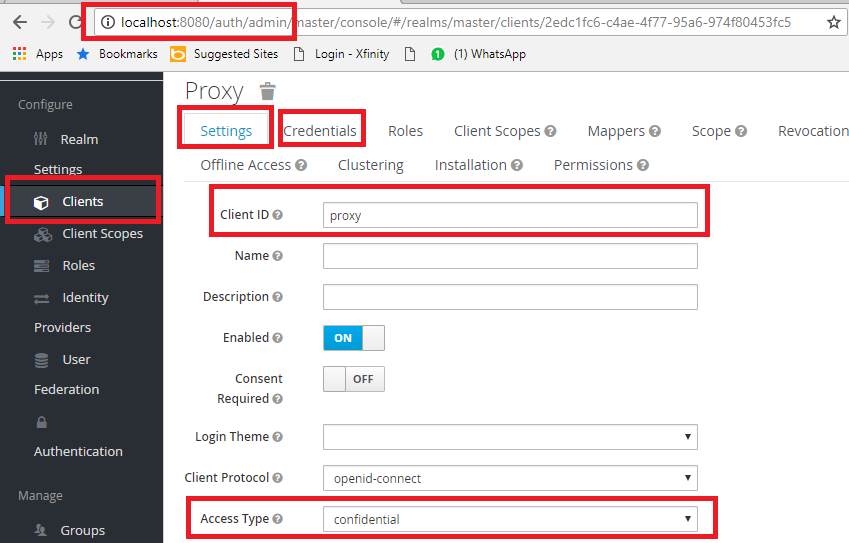 localhost:8080/auth/admin/master/console/#/realms/master/clients/2edc1fc6-c4ae-4f77-95a6-974f80453fc5
Apps Bookmarks Suggested Sites Login - Xfinity 1 (1) WhatsApp
Configure
Realm
Settings
Clients
Client Scopes
Roles
Identity
Providers
User
Federation
Authentication
Manage
Groups
Proxy
Settings Credentials Roles Client Scopes Mappers Scope Revocation
Offline Access Clustering Installation Permissions
Client ID proxy
Name
Description
Enabled ON
Consent
Required OFF
Login Theme
Client Protocol openid-connect
Access Type confidential